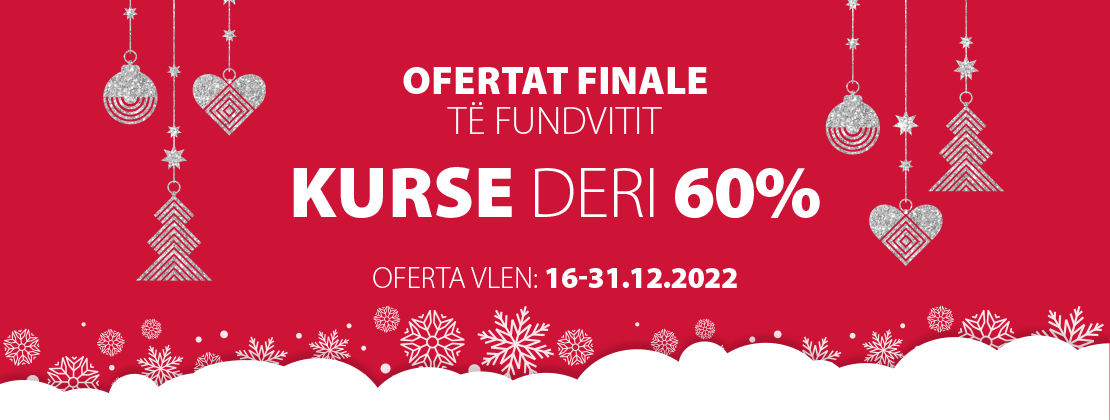 OFERTAT FINALE
TË FUNDVITIT
KURSE DERI 60%
OFERTA VLEN: 16-31.12.2022